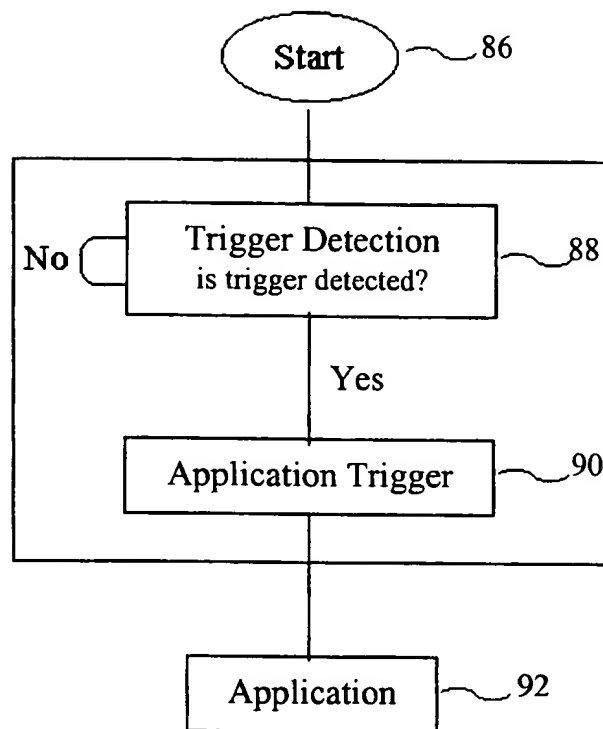 Start 86
Trigger Detection
is trigger detected? 88
No
Yes
Application Trigger 90
Application 92